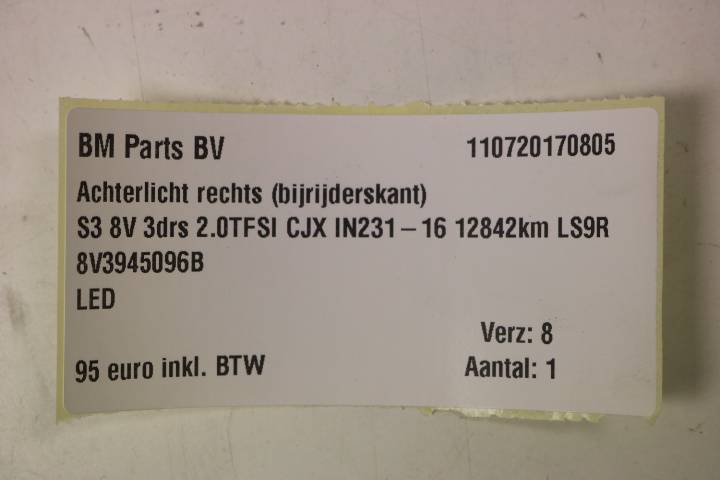 BM Parts BV 110720170805
Achterlicht rechts (bijrijderskant)
S3 8V 3drs 2.0TFSI CJX IN231-16 12842km LS9R
8V3945096B
LED
Verz: 8
95 euro inkl. BTW Aantal: 1